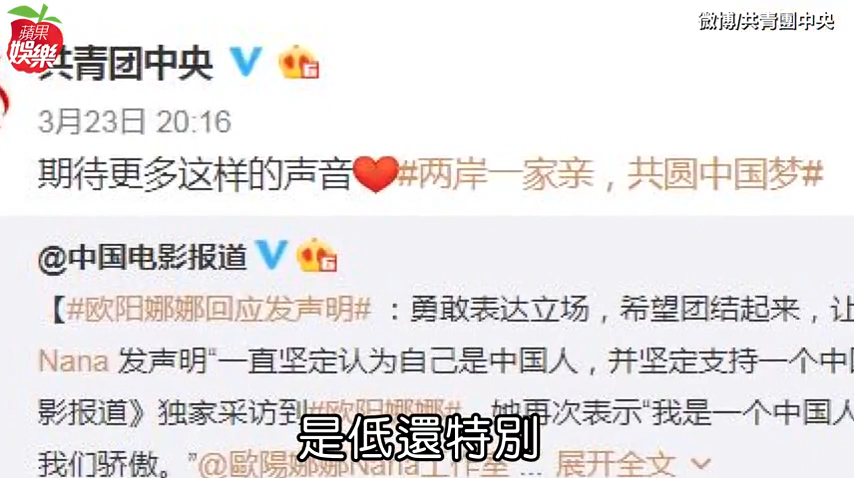 蘋果
娛樂
微博/共青團中央
共青团中央
3月23日 20:16
期待更多这样的声音❤#两岸一家亲，共圆中国梦#
@中国电影报道
【#欧阳娜娜回应发声明#：勇敢表达立场，希望团结起来，让
Nana 发声明“一直坚定认为自己是中国人，并坚定支持一个中国
影报道》独家采访到#欧阳娜娜#，她再次表示“我是一个中国人
我们骄傲。”@歐陽娜娜Nana工作室 ... 展开全文
是低還特別